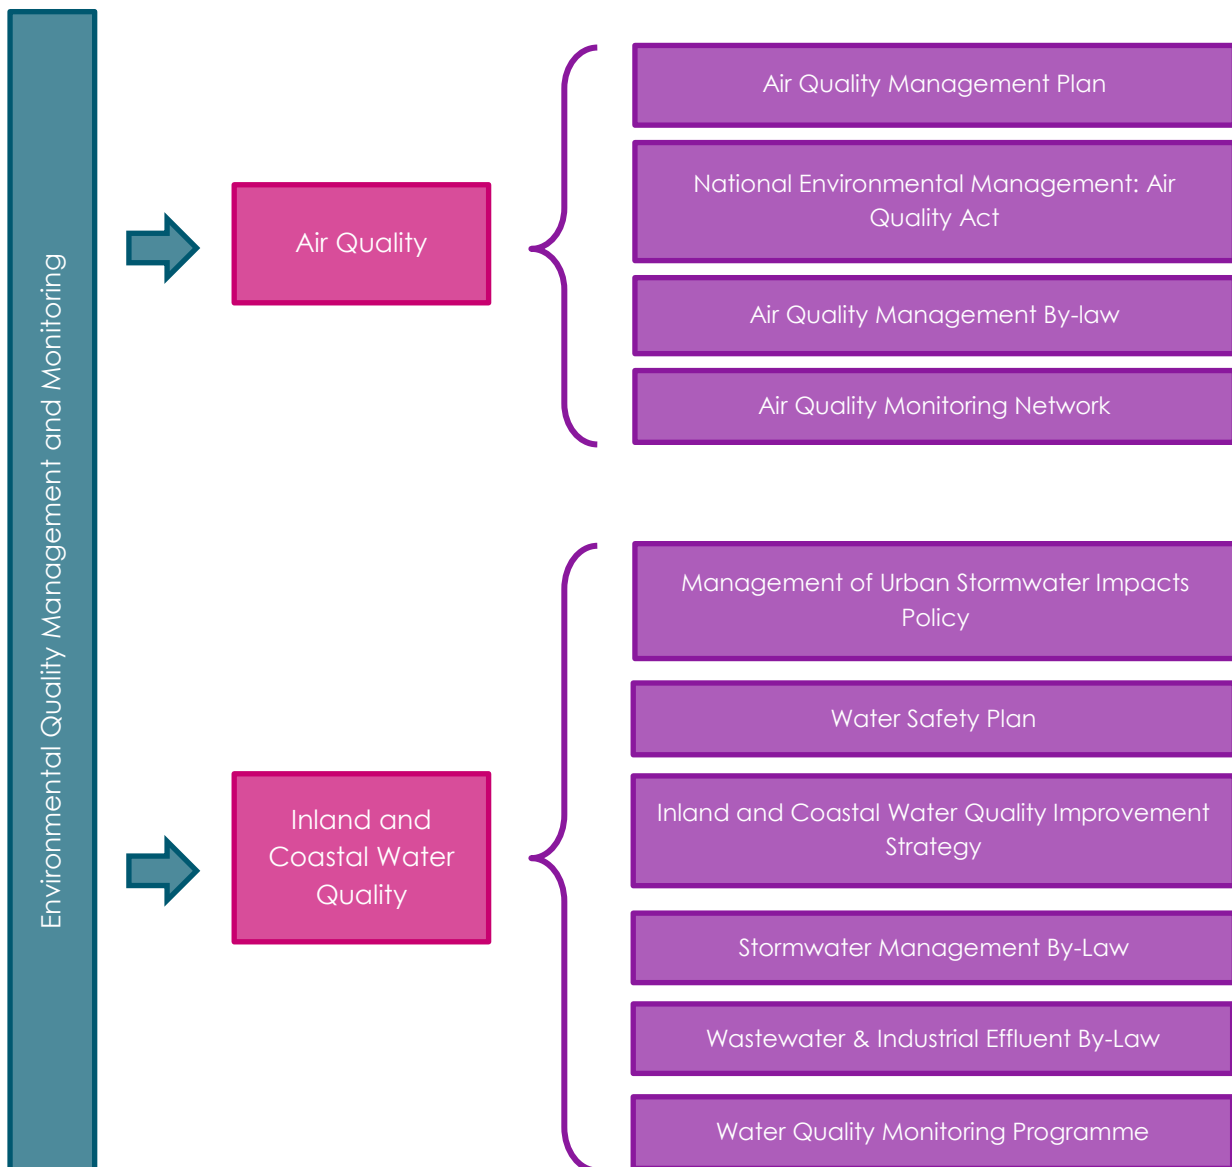 Environmental Quality Management and Monitoring
Air Quality
Air Quality Management Plan
National Environmental Management: Air
Quality Act
Air Quality Management By-law
Air Quality Monitoring Network
Inland and
Coastal Water
Quality
Management of Urban Stormwater Impacts
Policy
Water Safety Plan
Inland and Coastal Water Quality Improvement
Strategy
Stormwater Management By-Law
Wastewater & Industrial Effluent By-Law
Water Quality Monitoring Programme